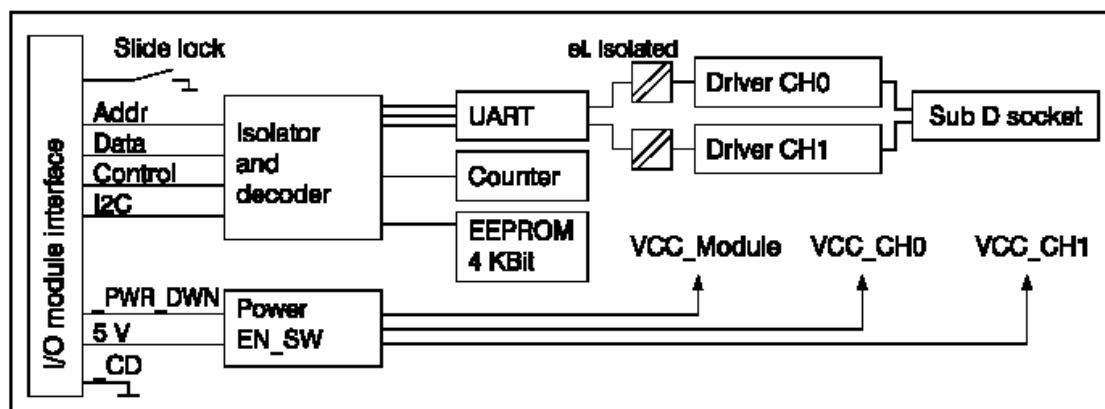 Slide lock
el. Isolated
Driver CH0
Addr
Isolator
and
decoder
UART
Sub D socket
Data
Driver CH1
Control
Counter
I2C
EEPROM
4 KBit
I/O module interface
VCC_Module
VCC_CH0
VCC_CH1
_PWR_DWN
Power
EN_SW
5 V
_CD